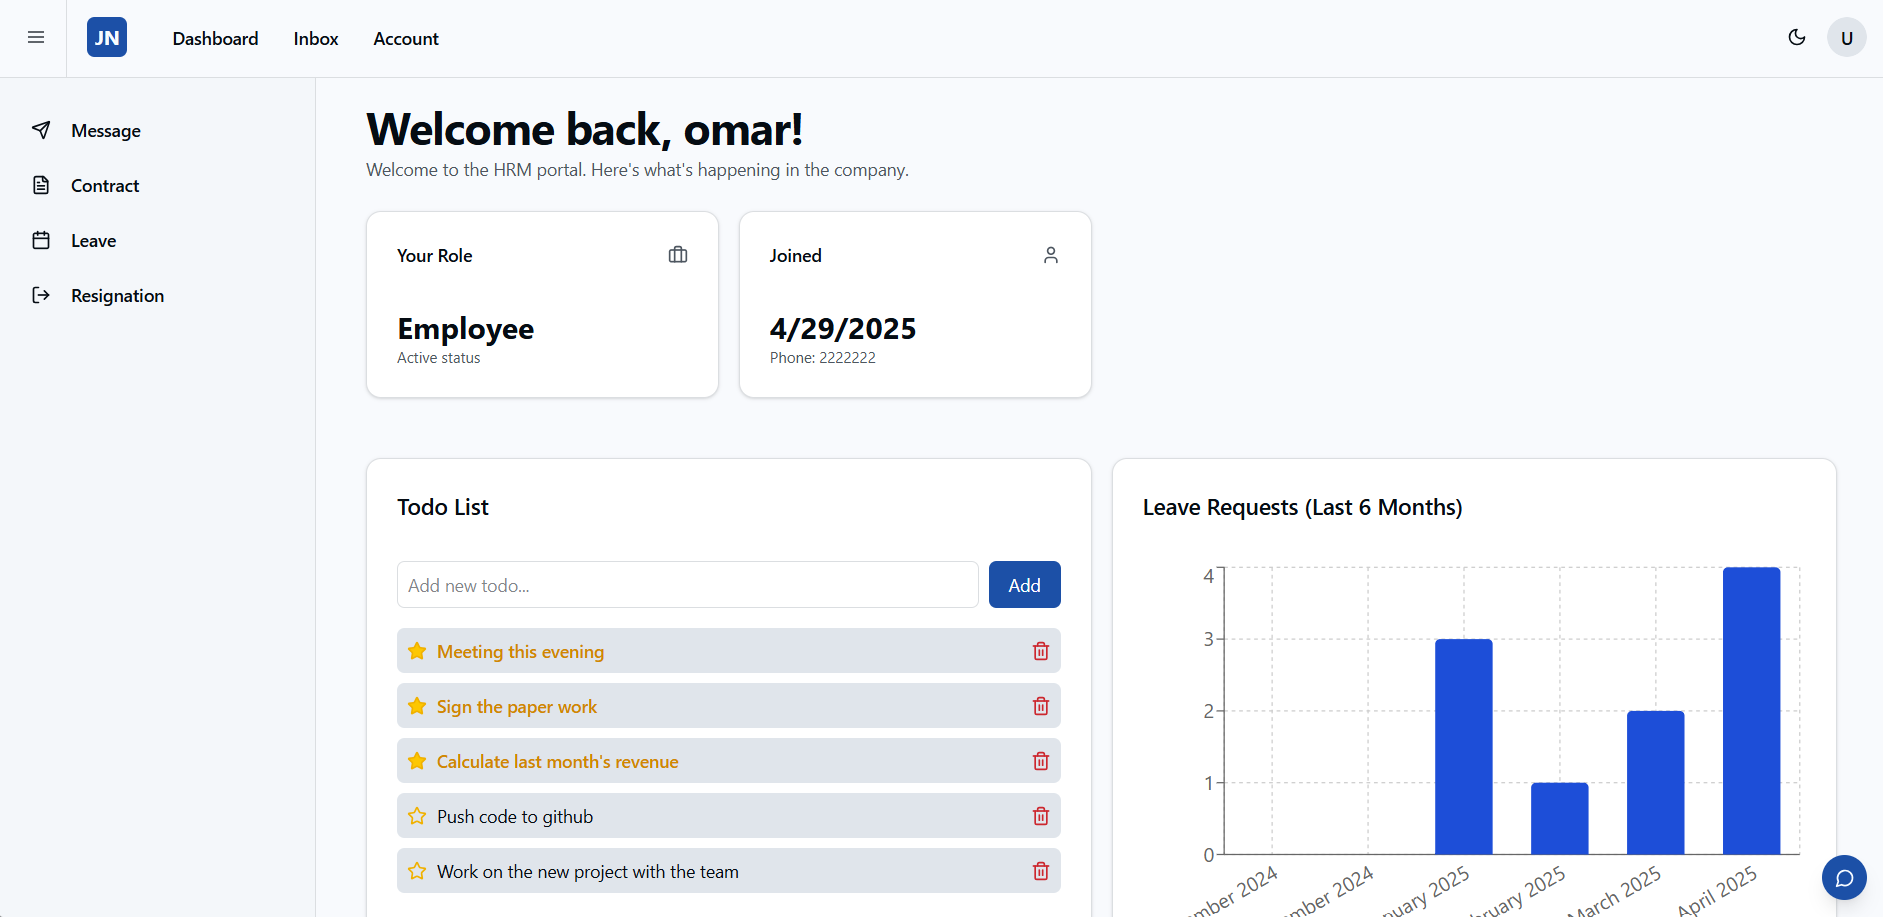 JN
Dashboard
Inbox
Account
U
Message
Contract
Leave
Resignation
Welcome back, omar!
Welcome to the HRM portal. Here's what's happening in the company.
Your Role
Employee
Active status
Joined
4/29/2025
Phone: 2222222
Todo List
Add new todo...
Add
Meeting this evening
Sign the paper work
Calculate last month's revenue
Push code to github
Work on the new project with the team
Leave Requests (Last 6 Months)
4
3
2
1
0
2024
2024
2025
2025
March 2025
April 2025